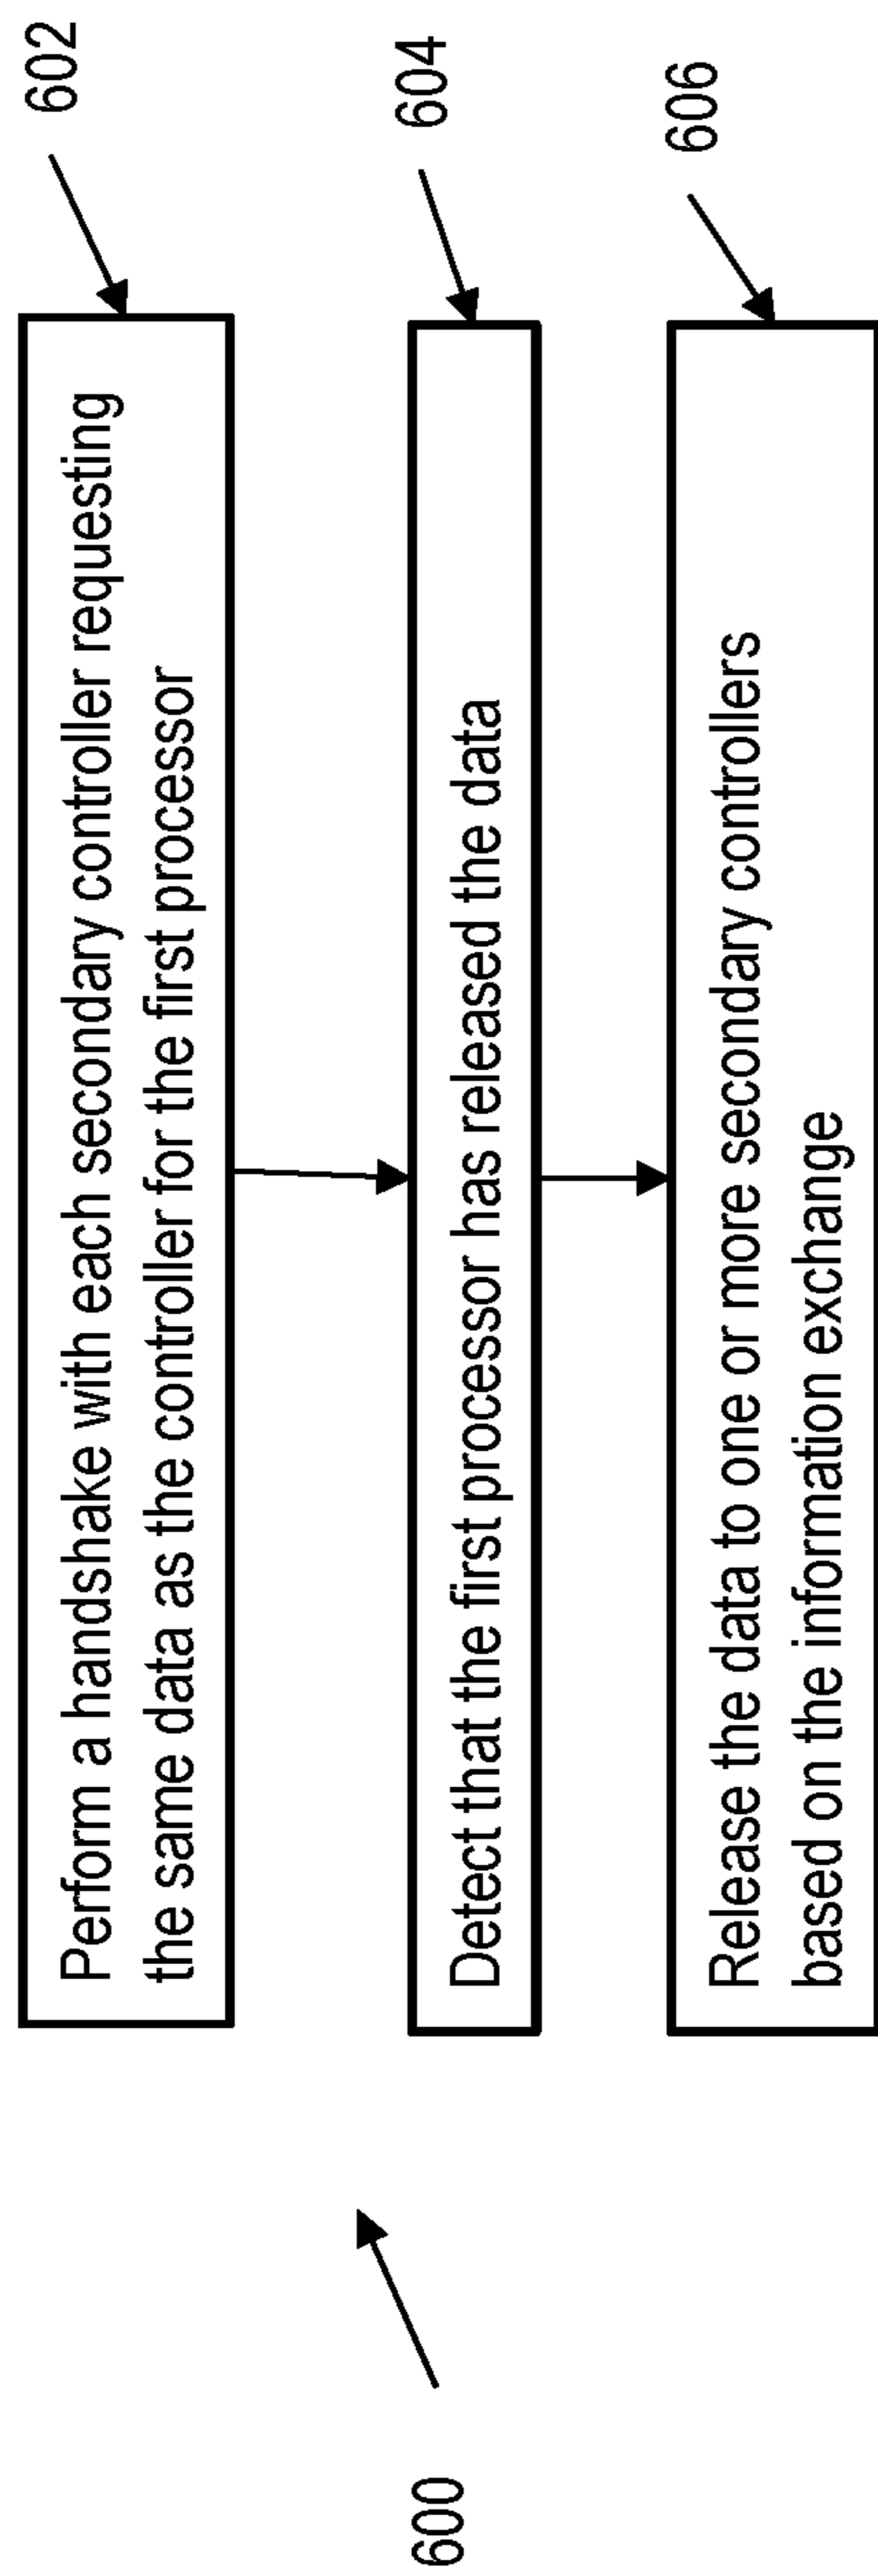 600
Perform a handshake with each secondary controller requesting
the same data as the controller for the first processor
602
Detect that the first processor has released the data
604
Release the data to one or more secondary controllers
based on the information exchange
606